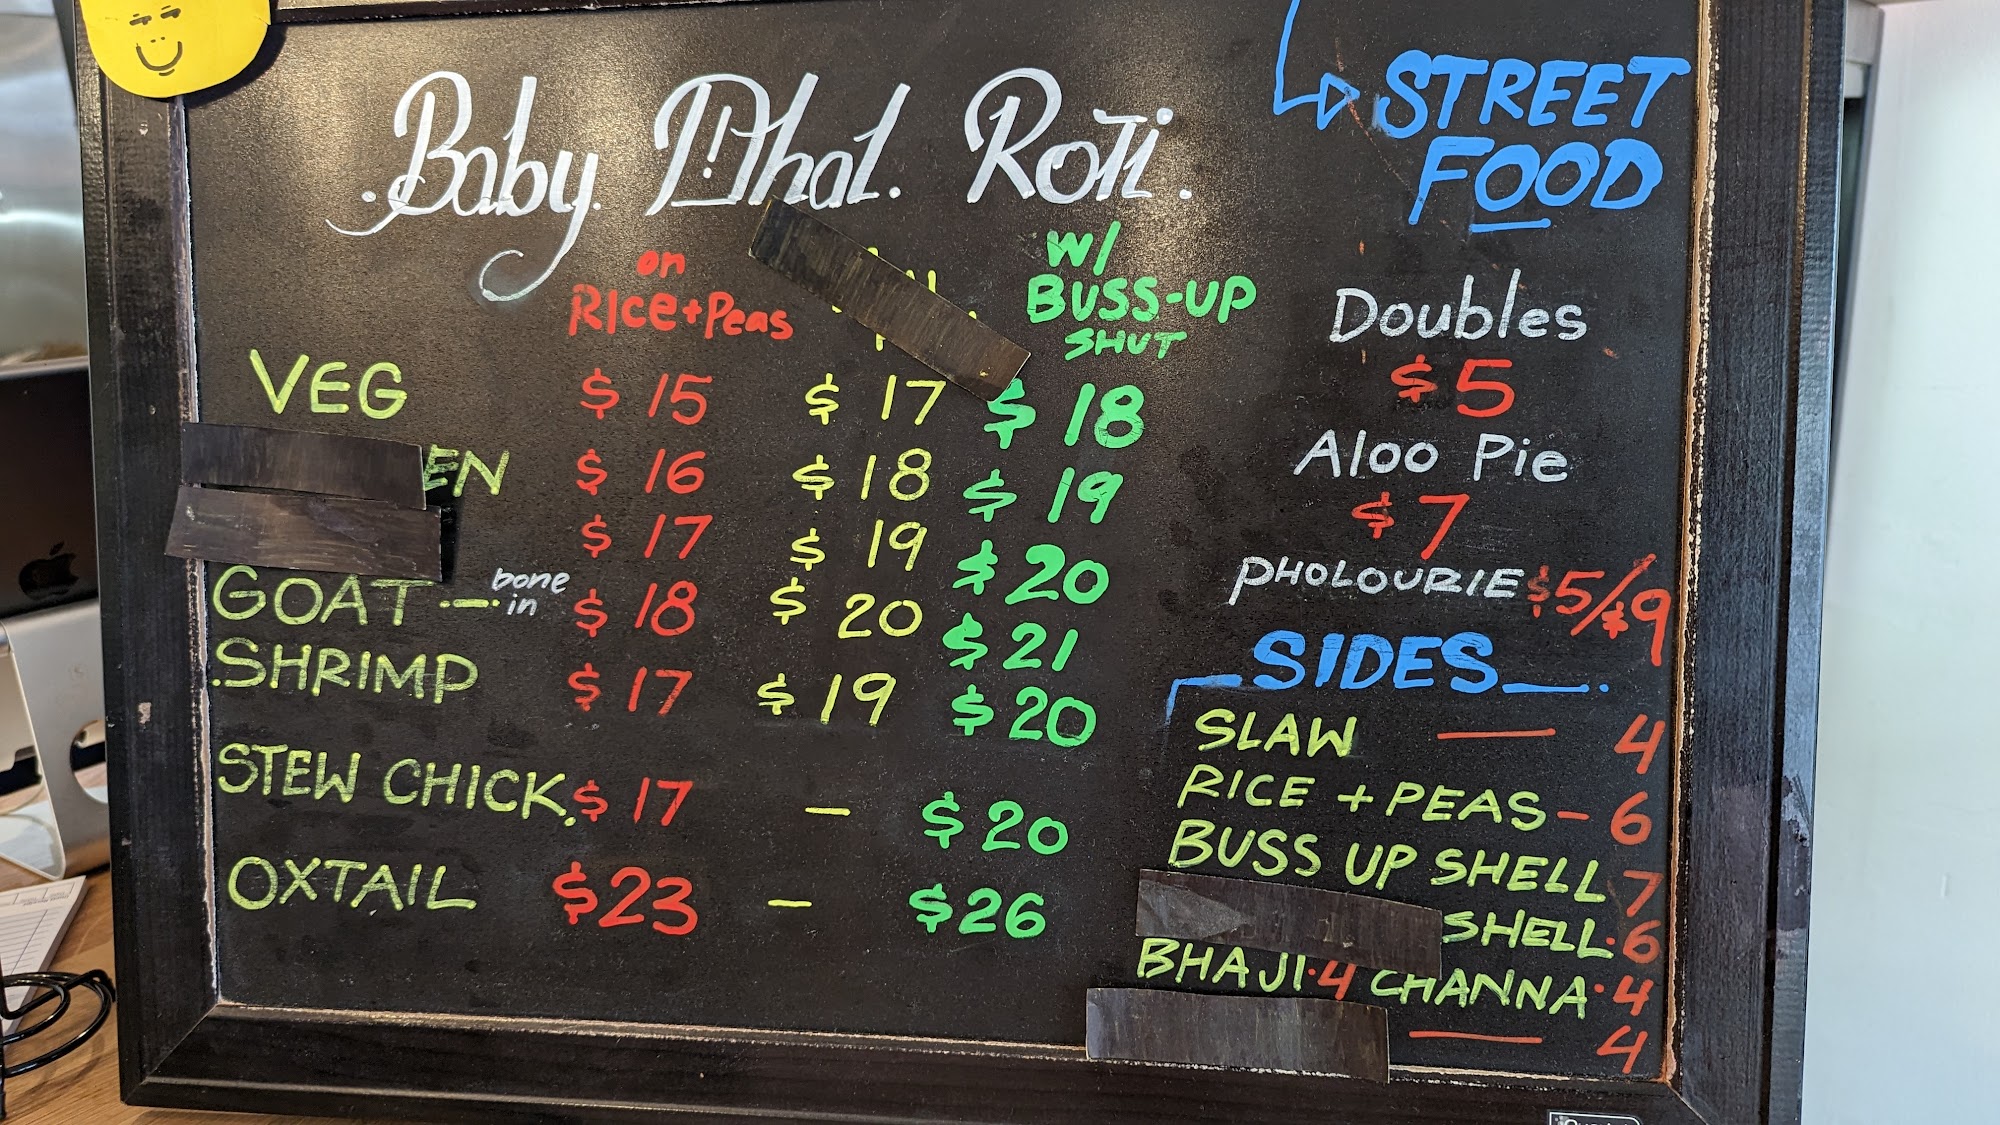 Baby. Dhal. Roti.
on
Rice+Peas
W/
BUSS-UP
SHUT
VEG $15 $17 $18
EN $16 $18 $19
$17 $19 $20
GOAT — bone in $18 $20 $21
SHRIMP $17 $19 $20
STEW CHICK. $17 - $20
OXTAIL $23 - $26
STREET
FOOD
Doubles
$5
Aloo Pie
$7
PHOLOURIE $5/$9
SIDES
SLAW — 4
RICE + PEAS - 6
BUSS UP SHELL 7
SHELL. 6
BHAJI. 4 CHANNA. 4
— 4